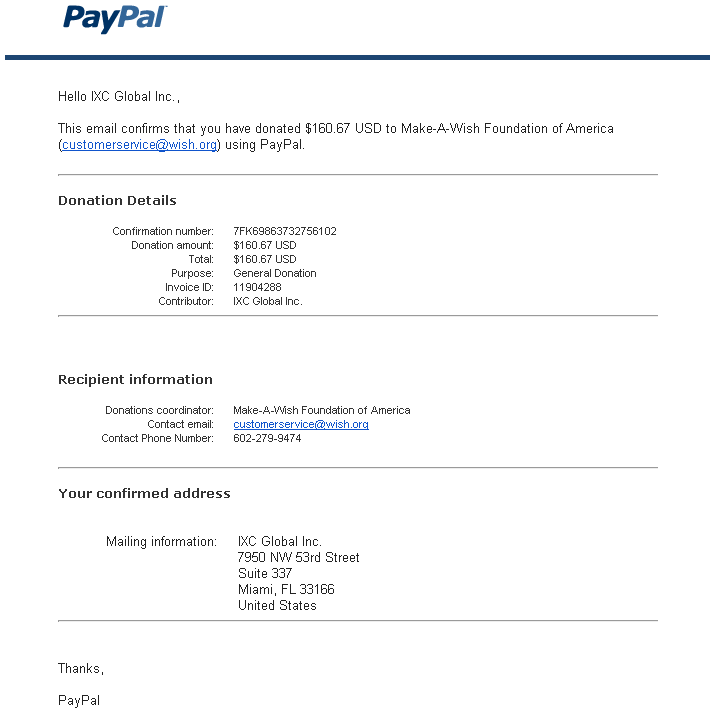 PayPal
Hello IXC Global Inc.,
This email confirms that you have donated $160.67 USD to Make-A-Wish Foundation of America
(customerservice@wish.org) using PayPal.
Donation Details
Confirmation number: 7FK69863732756102
Donation amount: $160.67 USD
Total: $160.67 USD
Purpose: General Donation
Invoice ID: 11904288
Contributor: IXC Global Inc.
Recipient information
Donations coordinator: Make-A-Wish Foundation of America
Contact email: customerservice@wish.org
Contact Phone Number: 602-279-9474
Your confirmed address
Mailing information: IXC Global Inc.
7950 NW 53rd Street
Suite 337
Miami, FL 33166
United States
Thanks,
PayPal